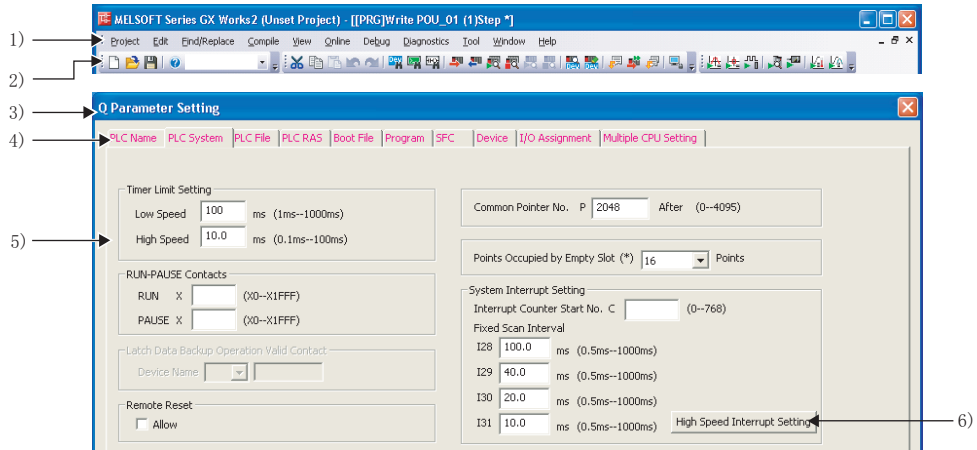 MELSOFT Series GX Works2 (Unset Project) - [[PRG]Write POU_01 (1)Step *]
1)
Project Edit Find/Replace Compile View Online Debug Diagnostics Tool Window Help
2)
3)
Q Parameter Setting
4)
PLC Name PLC System PLC File PLC RAS Boot File Program SFC Device I/O Assignment Multiple CPU Setting
5)
Timer Limit Setting
Low Speed 100 ms (1ms--1000ms)
High Speed 10.0 ms (0.1ms--100ms)
RUN-PAUSE Contacts
RUN X (X0--X1FFF)
PAUSE X (X0--X1FFF)
Latch Data Backup Operation Valid Contact
Device Name
Remote Reset
Allow
Common Pointer No. P 2048 After (0--4095)
Points Occupied by Empty Slot (*) 16 Points
System Interrupt Setting
Interrupt Counter Start No. C (0--768)
Fixed Scan Interval
I28 100.0 ms (0.5ms--1000ms)
I29 40.0 ms (0.5ms--1000ms)
I30 20.0 ms (0.5ms--1000ms)
I31 10.0 ms (0.5ms--1000ms) High Speed Interrupt Setting
6)